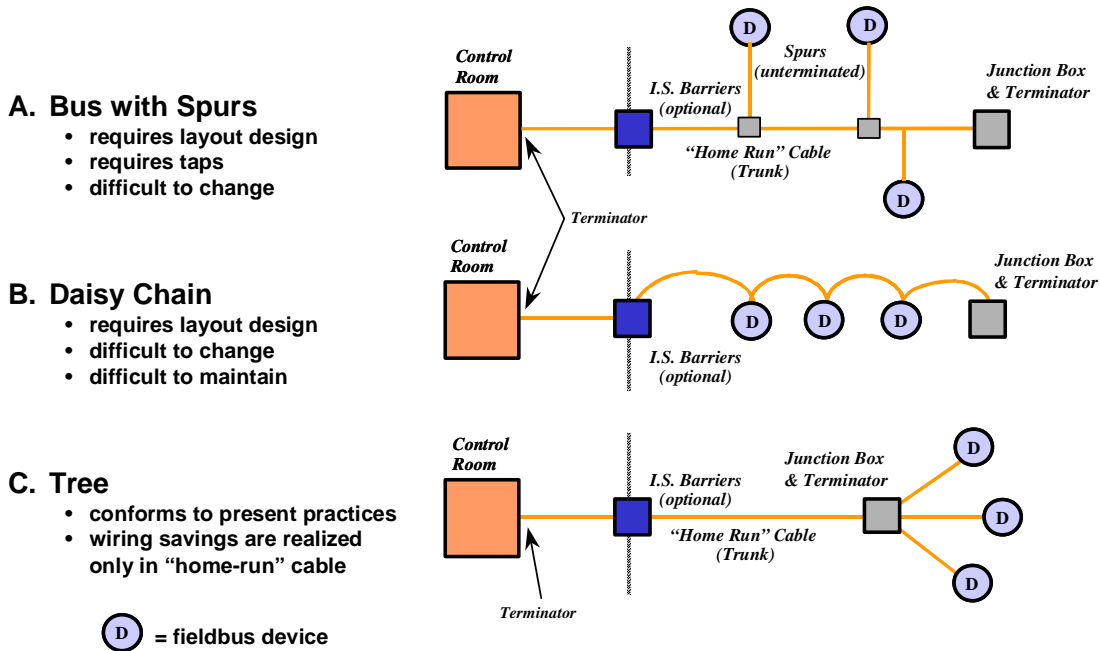 A. Bus with Spurs
• requires layout design
• requires taps
• difficult to change
Control
Room
I.S. Barriers
(optional)
D
D
Spurs
(unterminated)
Junction Box
& Terminator
“Home Run” Cable
(Trunk)
D
Terminator
B. Daisy Chain
• requires layout design
• difficult to change
• difficult to maintain
Control
Room
I.S. Barriers
(optional)
D
D
D
Junction Box
& Terminator
C. Tree
• conforms to present practices
• wiring savings are realized
only in “home-run” cable
Control
Room
I.S. Barriers
(optional)
“Home Run” Cable
(Trunk)
Junction Box
& Terminator
D
D
D
Terminator
D = fieldbus device